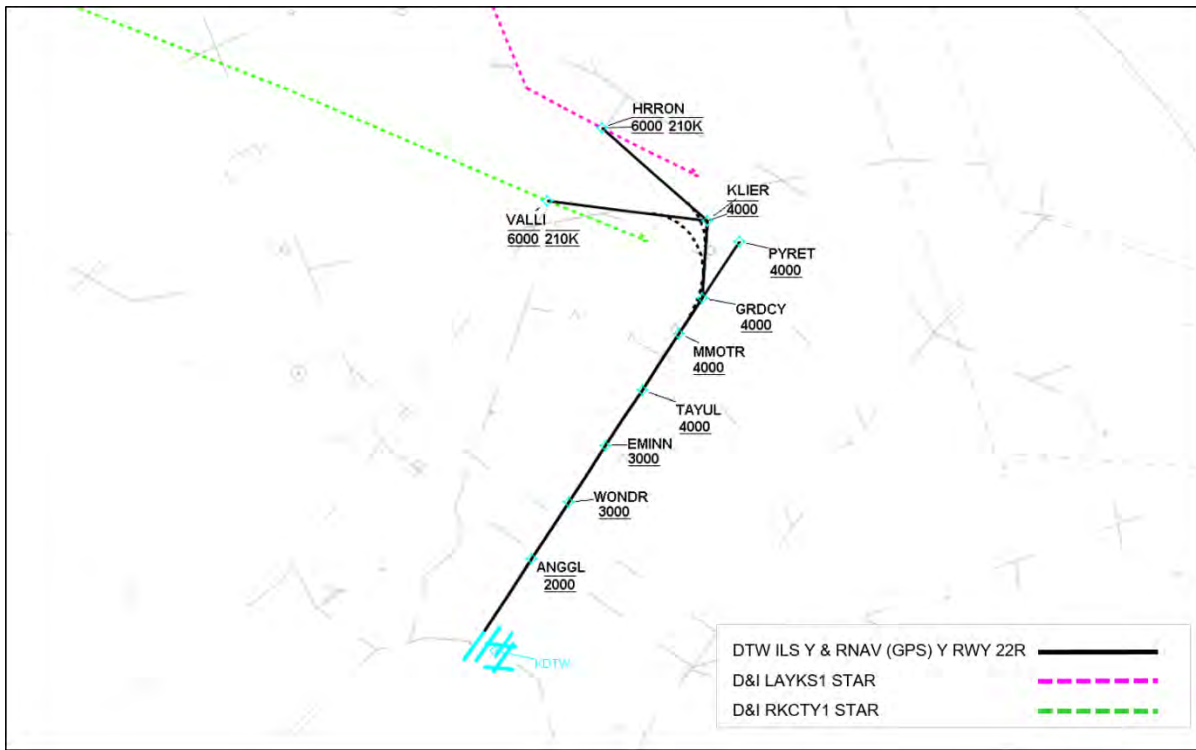 HRRON
6000 210K
KLIER
4000
VALLI
6000 210K
PYRET
4000
GRDCY
4000
MMOTR
4000
TAYUL
4000
EMINN
3000
WONDR
3000
ANGGL
2000
KDTW
DTW ILS Y & RNAV (GPS) Y RWY 22R
D&I LAYKS1 STAR
D&I RKCTY1 STAR